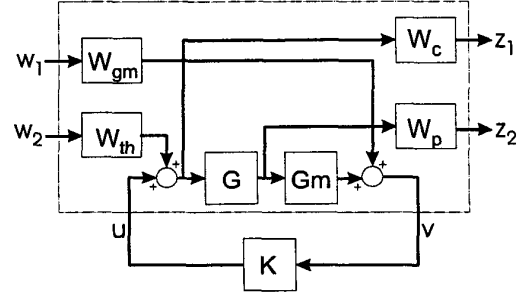 w1 Wgm Wc z1
w2 Wth Wp z2
+ + G Gm + +
u v
K